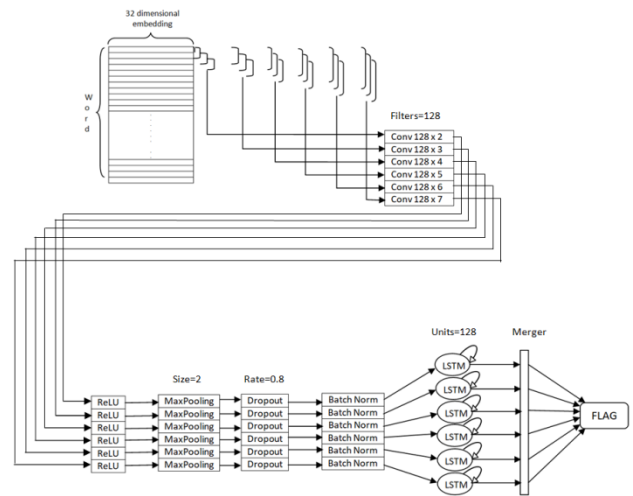 32 dimensional
embedding
W
o
r
d
Filters=128
Conv 128 x 2
Conv 128 x 3
Conv 128 x 4
Conv 128 x 5
Conv 128 x 6
Conv 128 x 7
Units=128
Merger
Size=2
Rate=0.8
ReLU MaxPooling Dropout Batch Norm LSTM
ReLU MaxPooling Dropout Batch Norm LSTM
ReLU MaxPooling Dropout Batch Norm LSTM
ReLU MaxPooling Dropout Batch Norm LSTM
ReLU MaxPooling Dropout Batch Norm LSTM
ReLU MaxPooling Dropout Batch Norm LSTM
FLAG